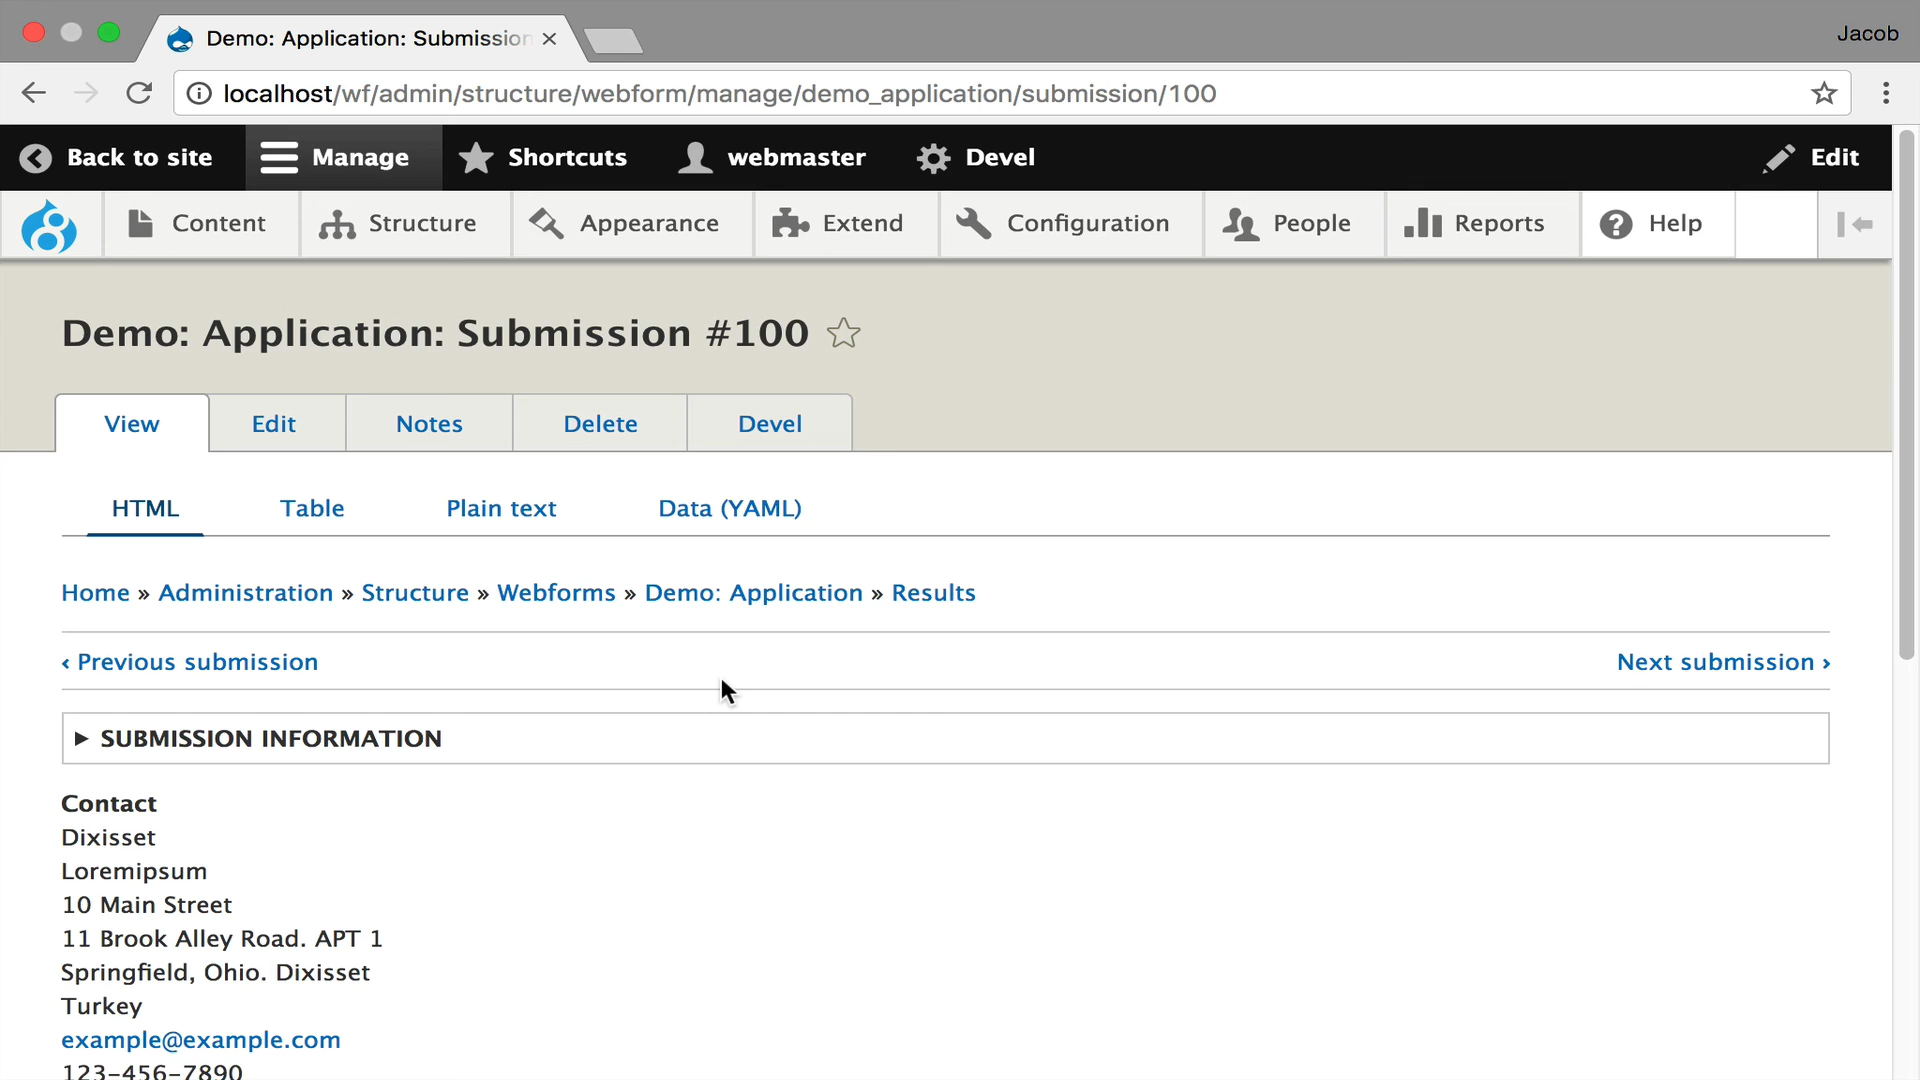 Demo: Application: Submission
Jacob
localhost/wf/admin/structure/webform/manage/demo_application/submission/100
Back to site Manage Shortcuts webmaster Devel Edit
Content Structure Appearance Extend Configuration People Reports Help
Demo: Application: Submission #100
View Edit Notes Delete Devel
HTML Table Plain text Data (YAML)
Home » Administration » Structure » Webforms » Demo: Application » Results
‹ Previous submission Next submission ›
SUBMISSION INFORMATION
Contact
Dixisset
Loremipsum
10 Main Street
11 Brook Alley Road. APT 1
Springfield, Ohio. Dixisset
Turkey
example@example.com
123-456-7890